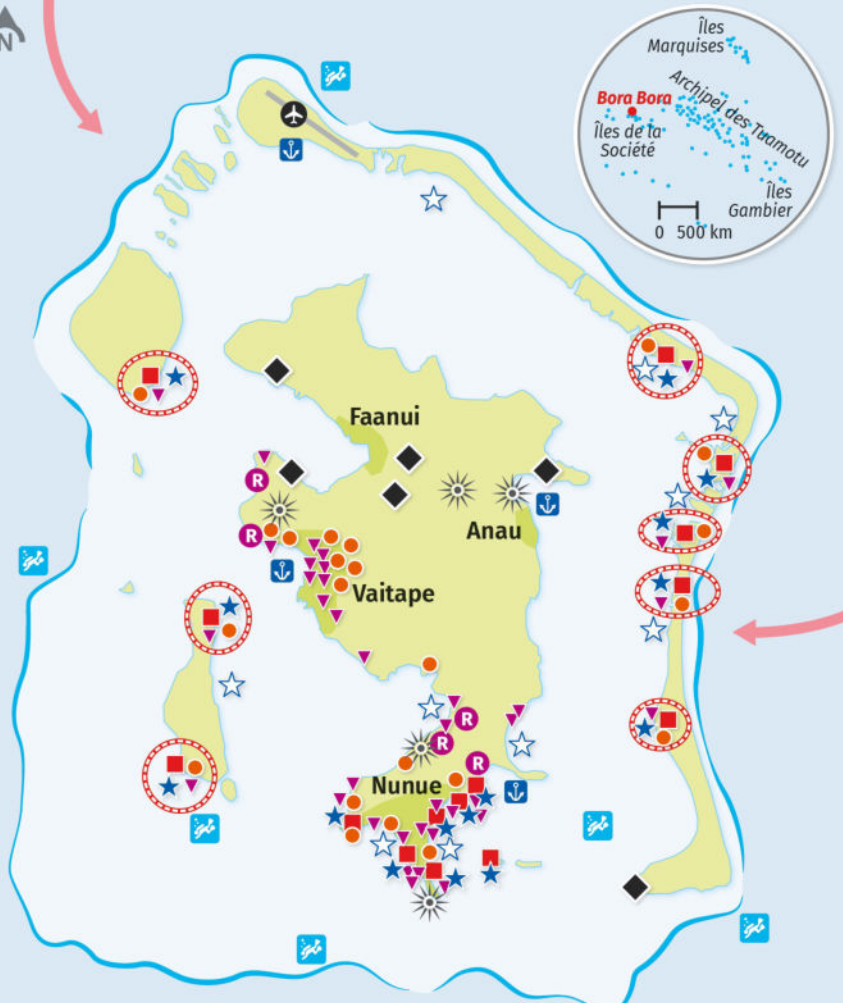 N
Îles
Marquises
Archipel des Tuamotu
Bora Bora
Îles de la
Société
Îles
Gambier
0 500 km
Faanui
R
Anau
R
Vaitape
R
R
R
Nunue